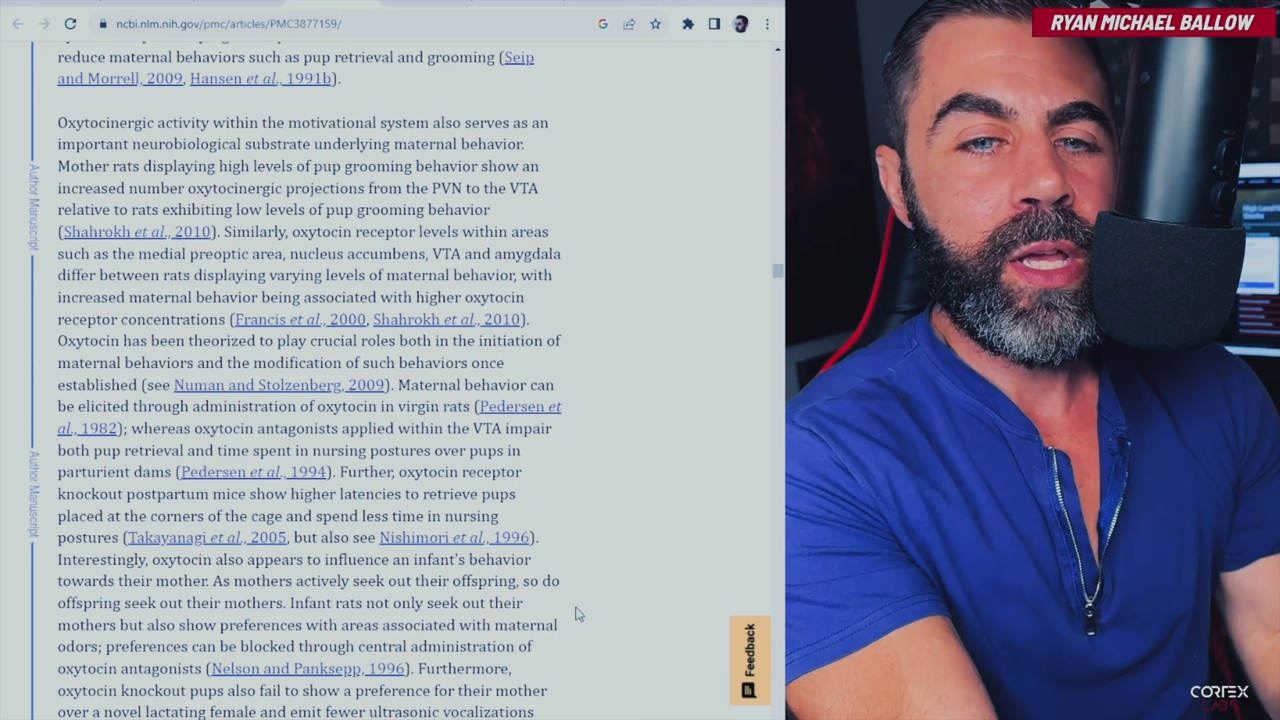 ncbi.nlm.nih.gov/pmc/articles/PMC3877159/
RYAN MICHAEL BALLOW
reduce maternal behaviors such as pup retrieval and grooming (Seip
and Morrell, 2009, Hansen et al., 1991b).
Oxytocinergic activity within the motivational system also serves as an
important neurobiological substrate underlying maternal behavior.
Mother rats displaying high levels of pup grooming behavior show an
increased number oxytocinergic projections from the PVN to the VTA
relative to rats exhibiting low levels of pup grooming behavior
(Shahrokh et al., 2010). Similarly, oxytocin receptor levels within areas
such as the medial preoptic area, nucleus accumbens, VTA and amygdala
differ between rats displaying varying levels of maternal behavior, with
increased maternal behavior being associated with higher oxytocin
receptor concentrations (Francis et al., 2000, Shahrokh et al., 2010).
Oxytocin has been theorized to play crucial roles both in the initiation of
maternal behaviors and the modification of such behaviors once
established (see Numan and Stolzenberg, 2009). Maternal behavior can
be elicited through administration of oxytocin in virgin rats (Pedersen et
al., 1982); whereas oxytocin antagonists applied within the VTA impair
both pup retrieval and time spent in nursing postures over pups in
parturient dams (Pedersen et al., 1994). Further, oxytocin receptor
knockout postpartum mice show higher latencies to retrieve pups
placed at the corners of the cage and spend less time in nursing
postures (Takayanagi et al., 2005, but also see Nishimori et al., 1996).
Interestingly, oxytocin also appears to influence an infant's behavior
towards their mother. As mothers actively seek out their offspring, so do
offspring seek out their mothers. Infant rats not only seek out their
mothers but also show preferences with areas associated with maternal
odors; preferences can be blocked through central administration of
oxytocin antagonists (Nelson and Panksepp, 1996). Furthermore,
oxytocin knockout pups also fail to show a preference for their mother
over a novel lactating female and emit fewer ultrasonic vocalizations
Author Manuscript
Author Manuscript
Feedback
CORTEX
LABS